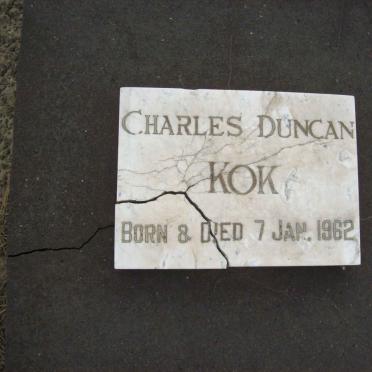 CHARLES DUNCAN
KOK
BORN & DIED 7 JAN. 1962